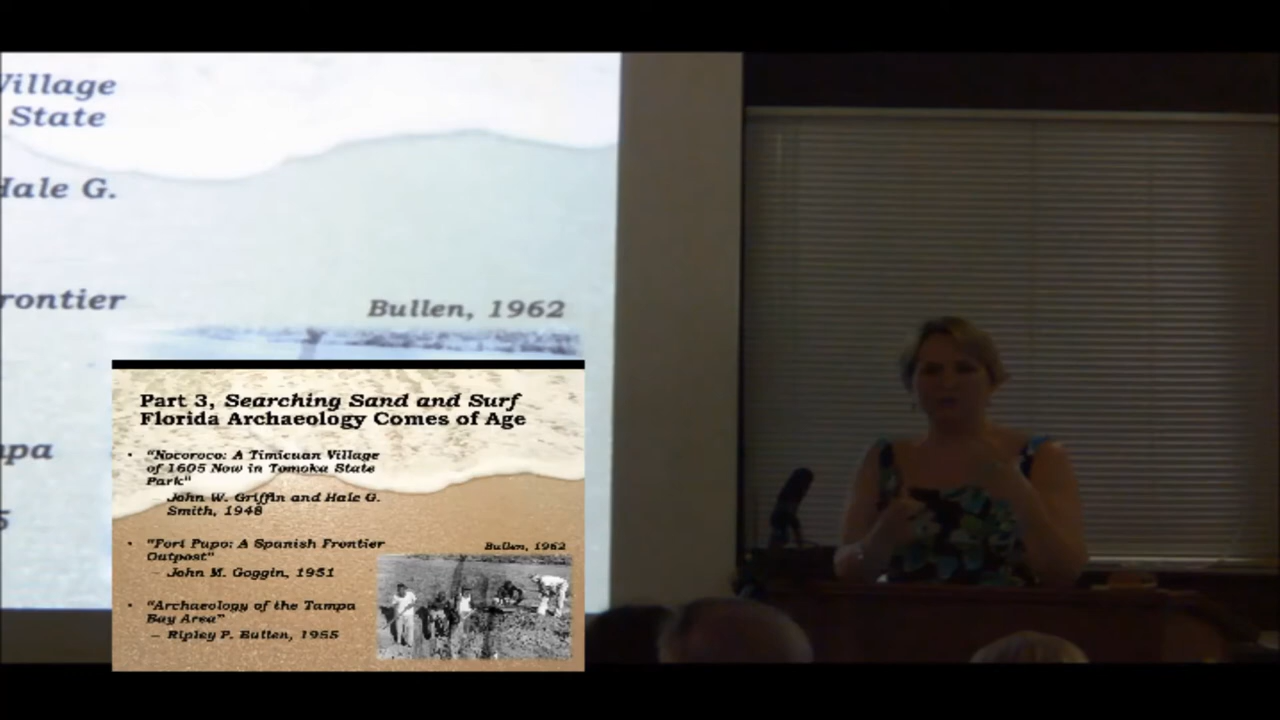 Village
State
Hale G.
rontier
Bullen, 1962
mpa
5
Part 3, Searching Sand and Surf
Florida Archaeology Comes of Age
• "Nocoroco: A Timicuan Village
of 1605 Now in Tomoka State
Park"
John W. Griffin and Hale G.
Smith, 1948
• "Fort Pupo: A Spanish Frontier
Outpost"
– John M. Goggin, 1951
• "Archaeology of the Tampa
Bay Area"
– Ripley P. Bullen, 1955
Bullen, 1962